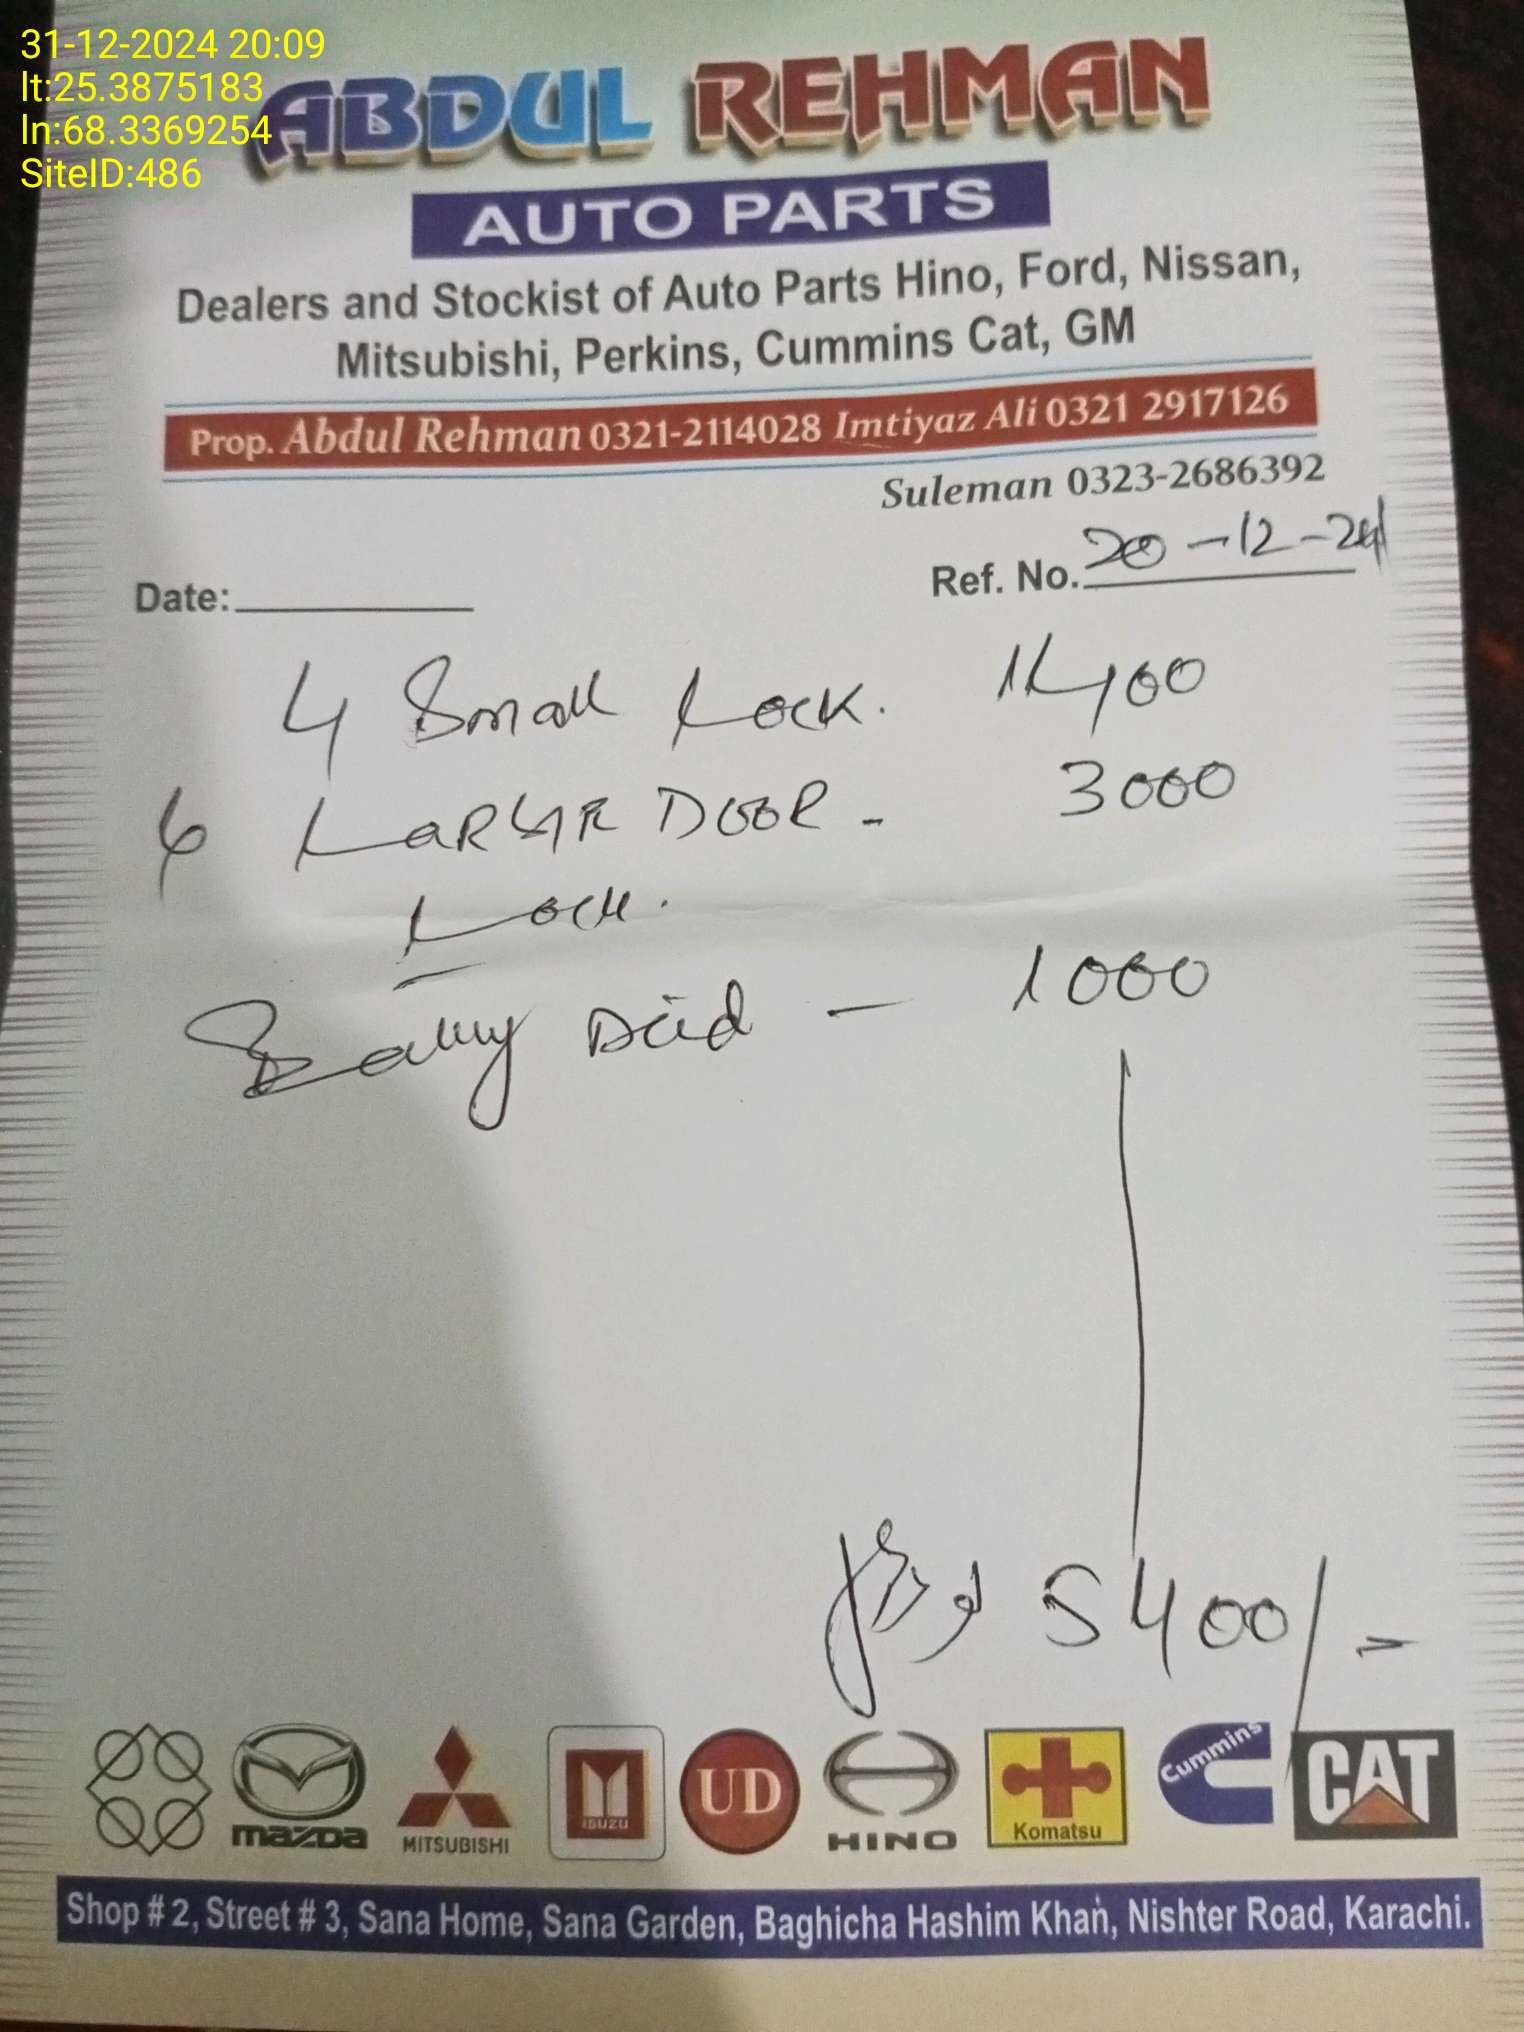 31-12-2024 20:09
lt:25.3875183
ln:68.3369254
SiteID:486
ABDUL REHMAN
AUTO PARTS
Dealers and Stockist of Auto Parts Hino, Ford, Nissan,
Mitsubishi, Perkins, Cummins Cat, GM
Prop. Abdul Rehman 0321-2114028 Imtiyaz Ali 0321 2917126
Suleman 0323-2686392
Date: Ref. No. 20-12-24
4 Small Lock. 1400
6 LARGR DOOR - 3000
Lock.
- 1000
5400/=
mazda MITSUBISHI ISUZU UD HINO Komatsu Cummins CAT
Shop # 2, Street # 3, Sana Home, Sana Garden, Baghicha Hashim Khan, Nishter Road, Karachi.